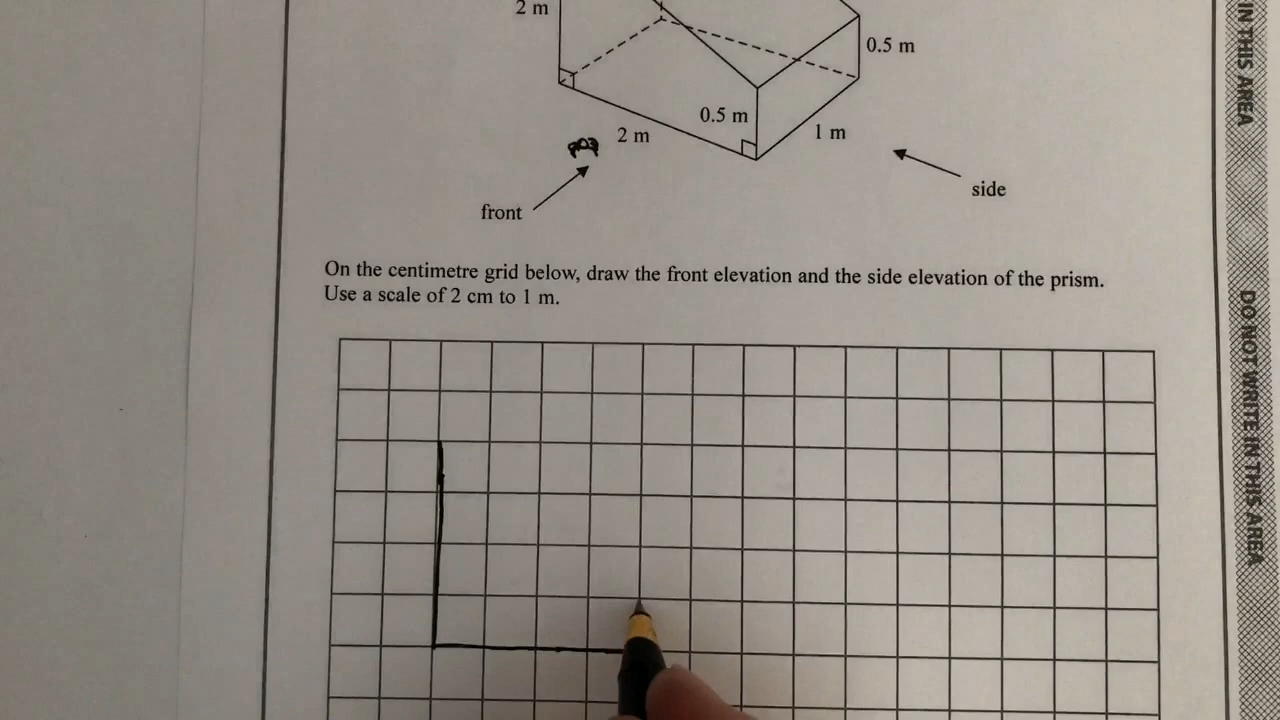 2 m
0.5 m
0.5 m
2 m
1 m
side
front
On the centimetre grid below, draw the front elevation and the side elevation of the prism.
Use a scale of 2 cm to 1 m.
IN THIS AREA
DO NOT WRITE IN THIS AREA